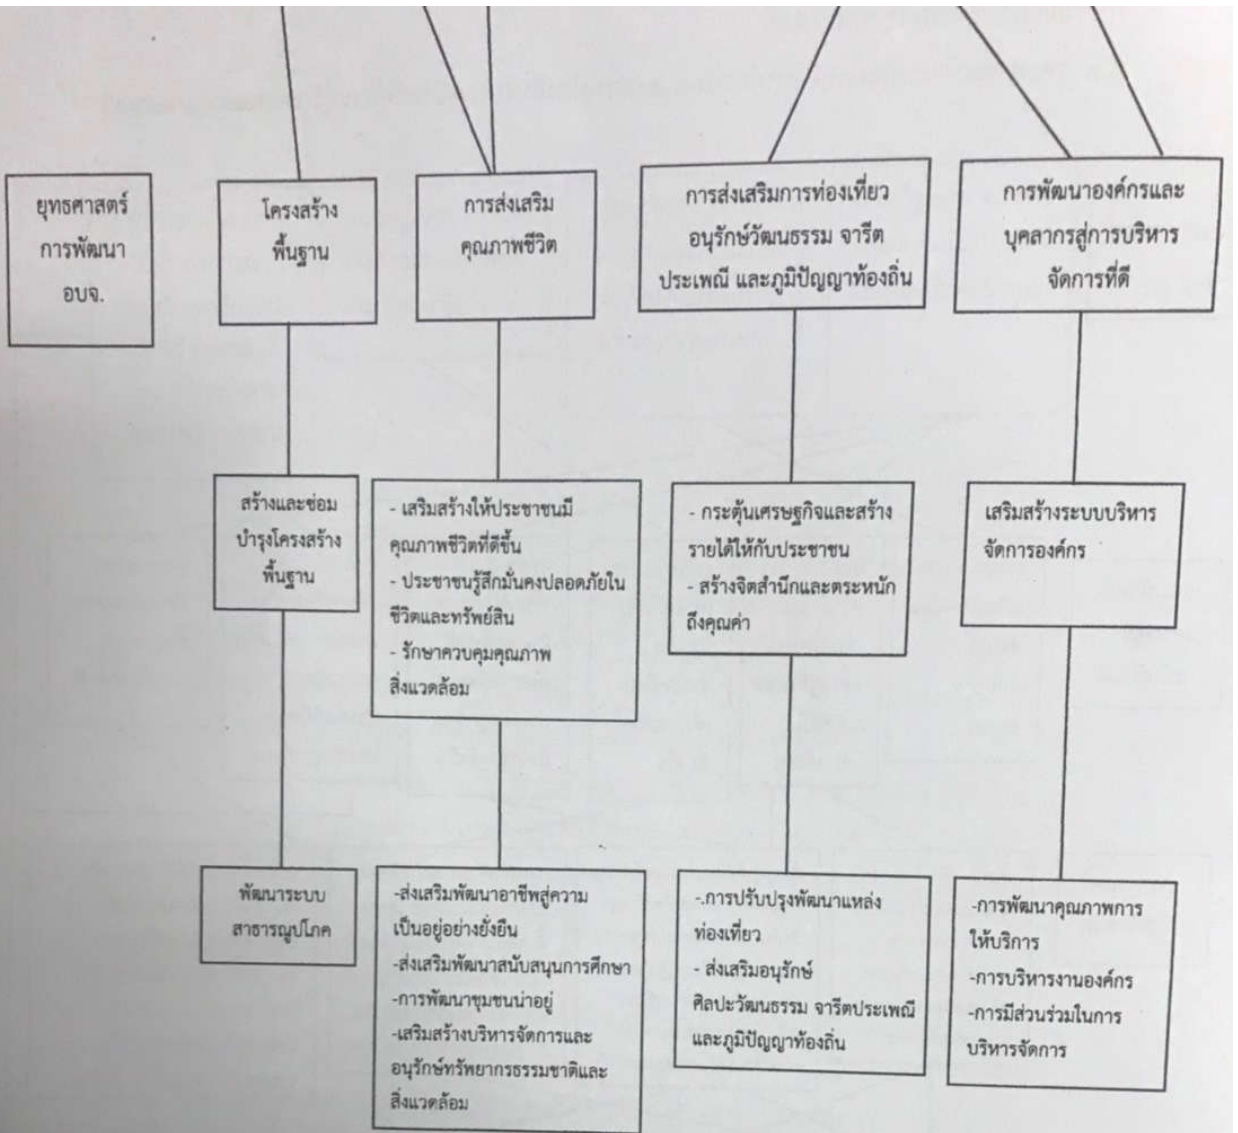 ยุทธศาสตร์
การพัฒนา
อบจ.
โครงสร้าง
พื้นฐาน
การส่งเสริม
คุณภาพชีวิต
การส่งเสริมการท่องเที่ยว
อนุรักษ์วัฒนธรรม จารีต
ประเพณี และภูมิปัญญาท้องถิ่น
การพัฒนาองค์กรและ
บุคลากรสู่การบริหาร
จัดการที่ดี
สร้างและซ่อม
บำรุงโครงสร้าง
พื้นฐาน
- เสริมสร้างให้ประชาชนมี
คุณภาพชีวิตที่ดีขึ้น
- ประชาชนรู้สึกมั่นคงปลอดภัยใน
ชีวิตและทรัพย์สิน
- รักษาควบคุมคุณภาพ
สิ่งแวดล้อม
- กระตุ้นเศรษฐกิจและสร้าง
รายได้ให้กับประชาชน
- สร้างจิตสำนึกและตระหนัก
ถึงคุณค่า
เสริมสร้างระบบบริหาร
จัดการองค์กร
พัฒนาระบบ
สาธารณูปโภค
-ส่งเสริมพัฒนาอาชีพสู่ความ
เป็นอยู่อย่างยั่งยืน
-ส่งเสริมพัฒนาสนับสนุนการศึกษา
-การพัฒนาชุมชนน่าอยู่
-เสริมสร้างบริหารจัดการและ
อนุรักษ์ทรัพยากรธรรมชาติและ
สิ่งแวดล้อม
-.การปรับปรุงพัฒนาแหล่ง
ท่องเที่ยว
- ส่งเสริมอนุรักษ์
ศิลปะวัฒนธรรม จารีตประเพณี
และภูมิปัญญาท้องถิ่น
-การพัฒนาคุณภาพการ
ให้บริการ
-การบริหารงานองค์กร
-การมีส่วนร่วมในการ
บริหารจัดการ